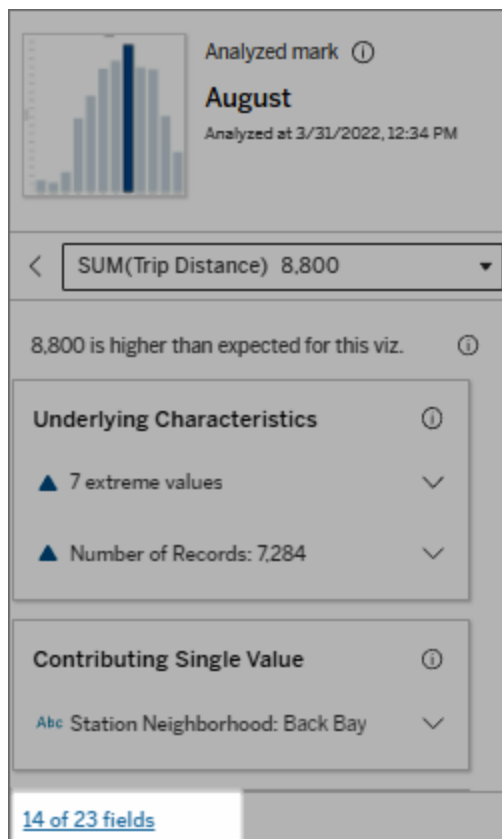 Analyzed mark
August
Analyzed at 3/31/2022, 12:34 PM
SUM(Trip Distance) 8,800
8,800 is higher than expected for this viz.
Underlying Characteristics
7 extreme values
Number of Records: 7,284
Contributing Single Value
Abc Station Neighborhood: Back Bay
14 of 23 fields